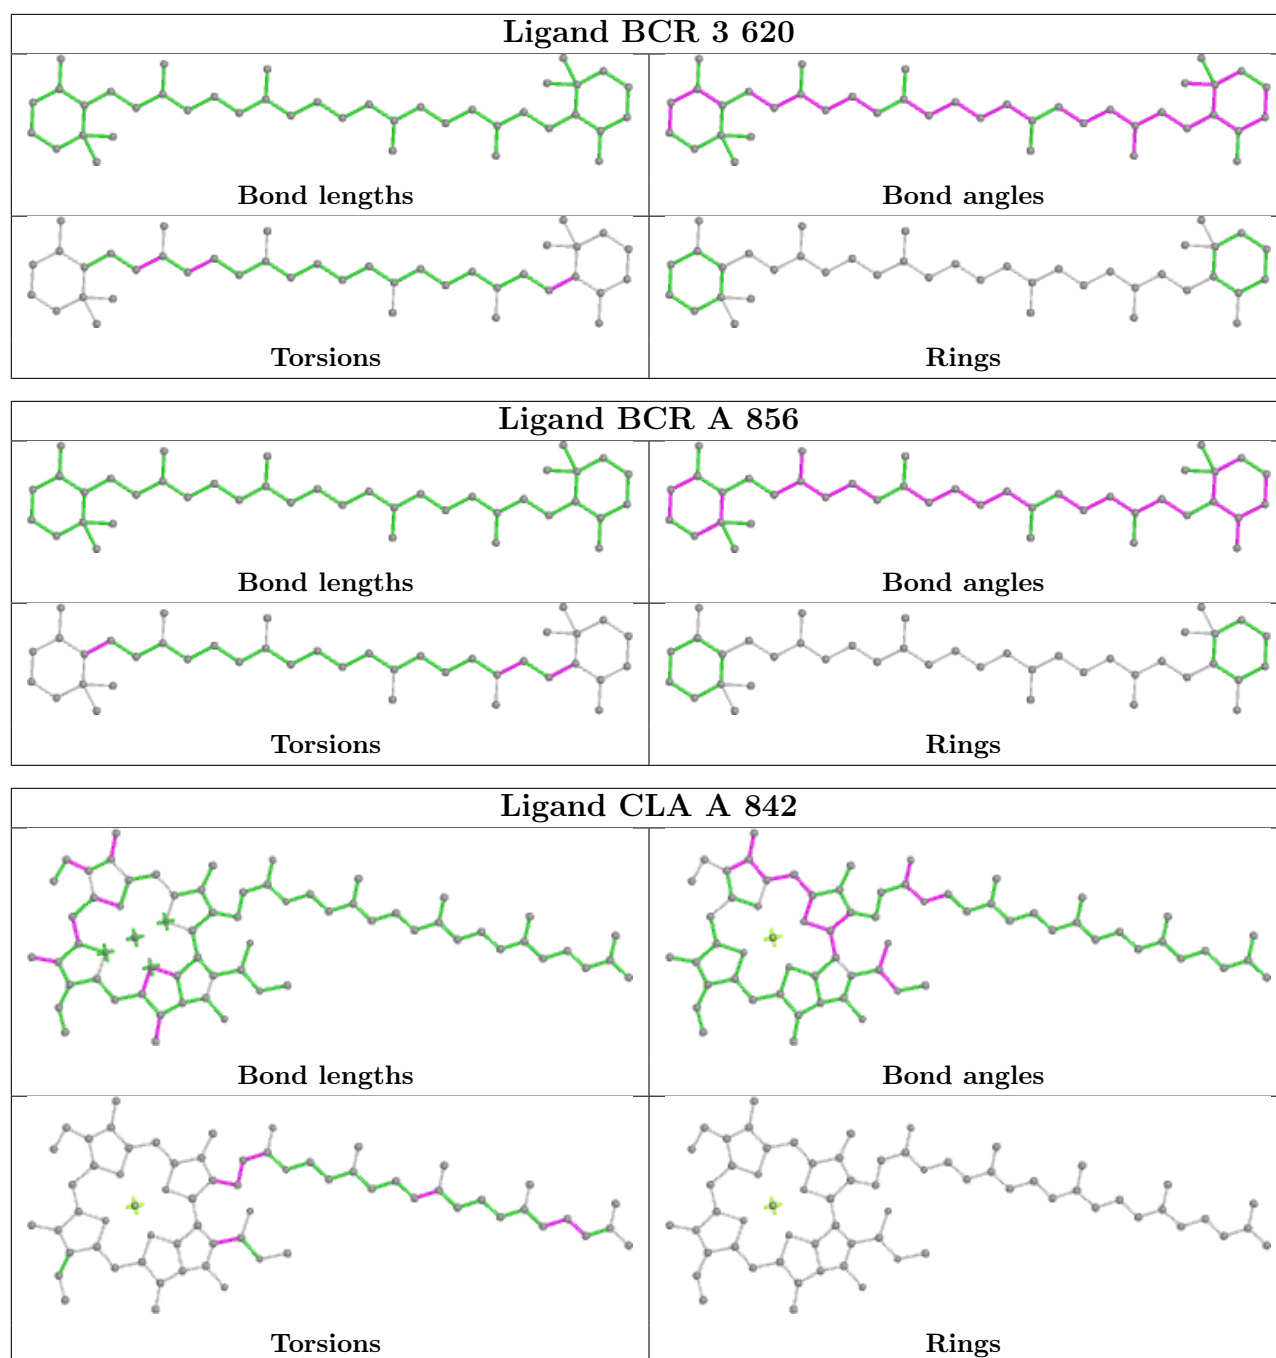 Ligand BCR 3 620
Bond lengths
Bond angles
Torsions
Rings
Ligand BCR A 856
Bond lengths
Bond angles
Torsions
Rings
Ligand CLA A 842
Bond lengths
Bond angles
Torsions
Rings